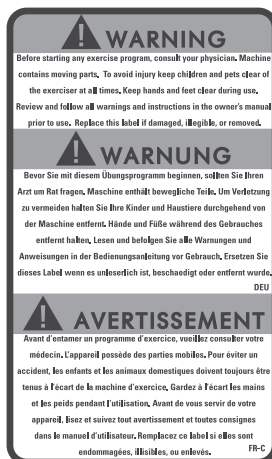 WARNING
Before starting any exercise program, consult your physician. Machine
contains moving parts. To avoid injury keep children and pets clear of
the exerciser at all times. Keep hands and feet clear during use.
Review and follow all warnings and instructions in the owner's manual
prior to use. Replace this label if damaged, illegible, or removed.
WARNUNG
Bevor Sie mit diesem Übungsprogramm beginnen, sollten Sie Ihren
Arzt um Rat fragen. Maschine enthält bewegliche Teile. Um Verletzung
zu vermeiden halten Sie Ihre Kinder und Haustiere durchgehend von
der Maschine entfernt. Hände und Füße während des Gebrauches
entfernt halten. Lesen und befolgen Sie alle Warnungen und
Anweisungen in der Bedienungsanleitung vor Gebrauch. Ersetzen Sie
dieses Label wenn es unleserlich ist, beschaedigt oder entfernt wurde.
DEU
AVERTISSEMENT
Avant d'entamer un programme d'exercice, veuillez consulter votre
médecin. L'appareil possède des parties mobiles. Pour éviter un
accident, les enfants et les animaux domestiques doivent toujours être
tenus à l'écart de la machine d'exercice. Gardez à l'écart les mains
et les peids pendant l'utilisation. Avant de vous servir de votre
appareil, lisez et suivez tout avertissement et toutes consignes
dans le manuel d'utilisateur. Remplacez ce label si elles sont
endommagées, illisibles, ou enlevés.
FR-C